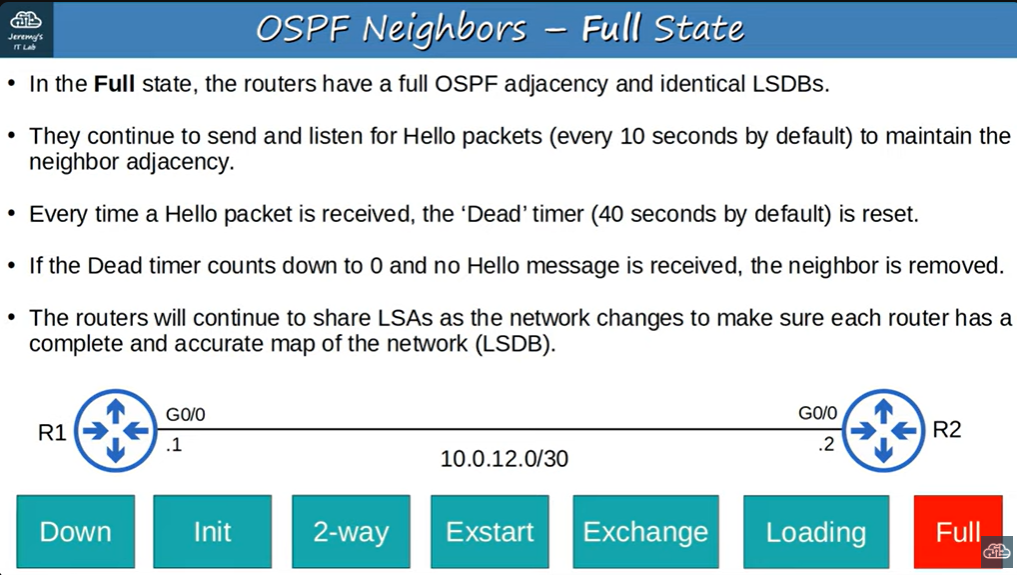 Jeremy's
IT Lab
OSPF Neighbors – Full State
• In the Full state, the routers have a full OSPF adjacency and identical LSDBs.
• They continue to send and listen for Hello packets (every 10 seconds by default) to maintain the
neighbor adjacency.
• Every time a Hello packet is received, the ‘Dead’ timer (40 seconds by default) is reset.
• If the Dead timer counts down to 0 and no Hello message is received, the neighbor is removed.
• The routers will continue to share LSAs as the network changes to make sure each router has a
complete and accurate map of the network (LSDB).
R1
G0/0
.1
10.0.12.0/30
G0/0
.2
R2
Down
Init
2-way
Exstart
Exchange
Loading
Full